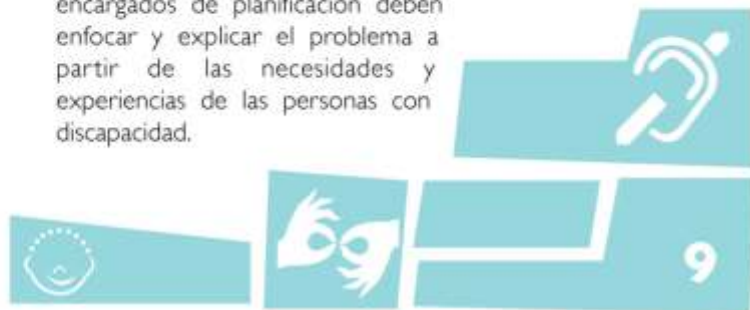 encargados de planificación deben
enfocar y explicar el problema a
partir de las necesidades y
experiencias de las personas con
discapacidad.
9